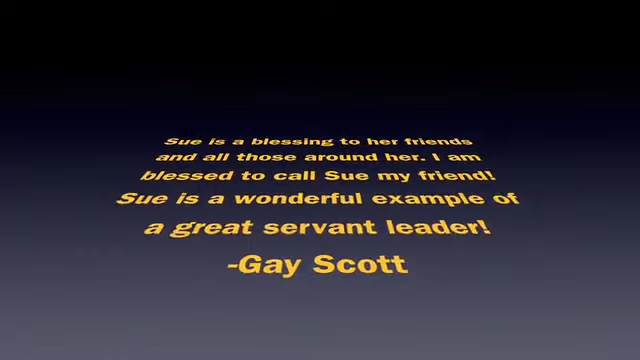 Sue is a blessing to her friends
and all those around her. I am
blessed to call Sue my friend!
Sue is a wonderful example of
a great servant leader!
-Gay Scott